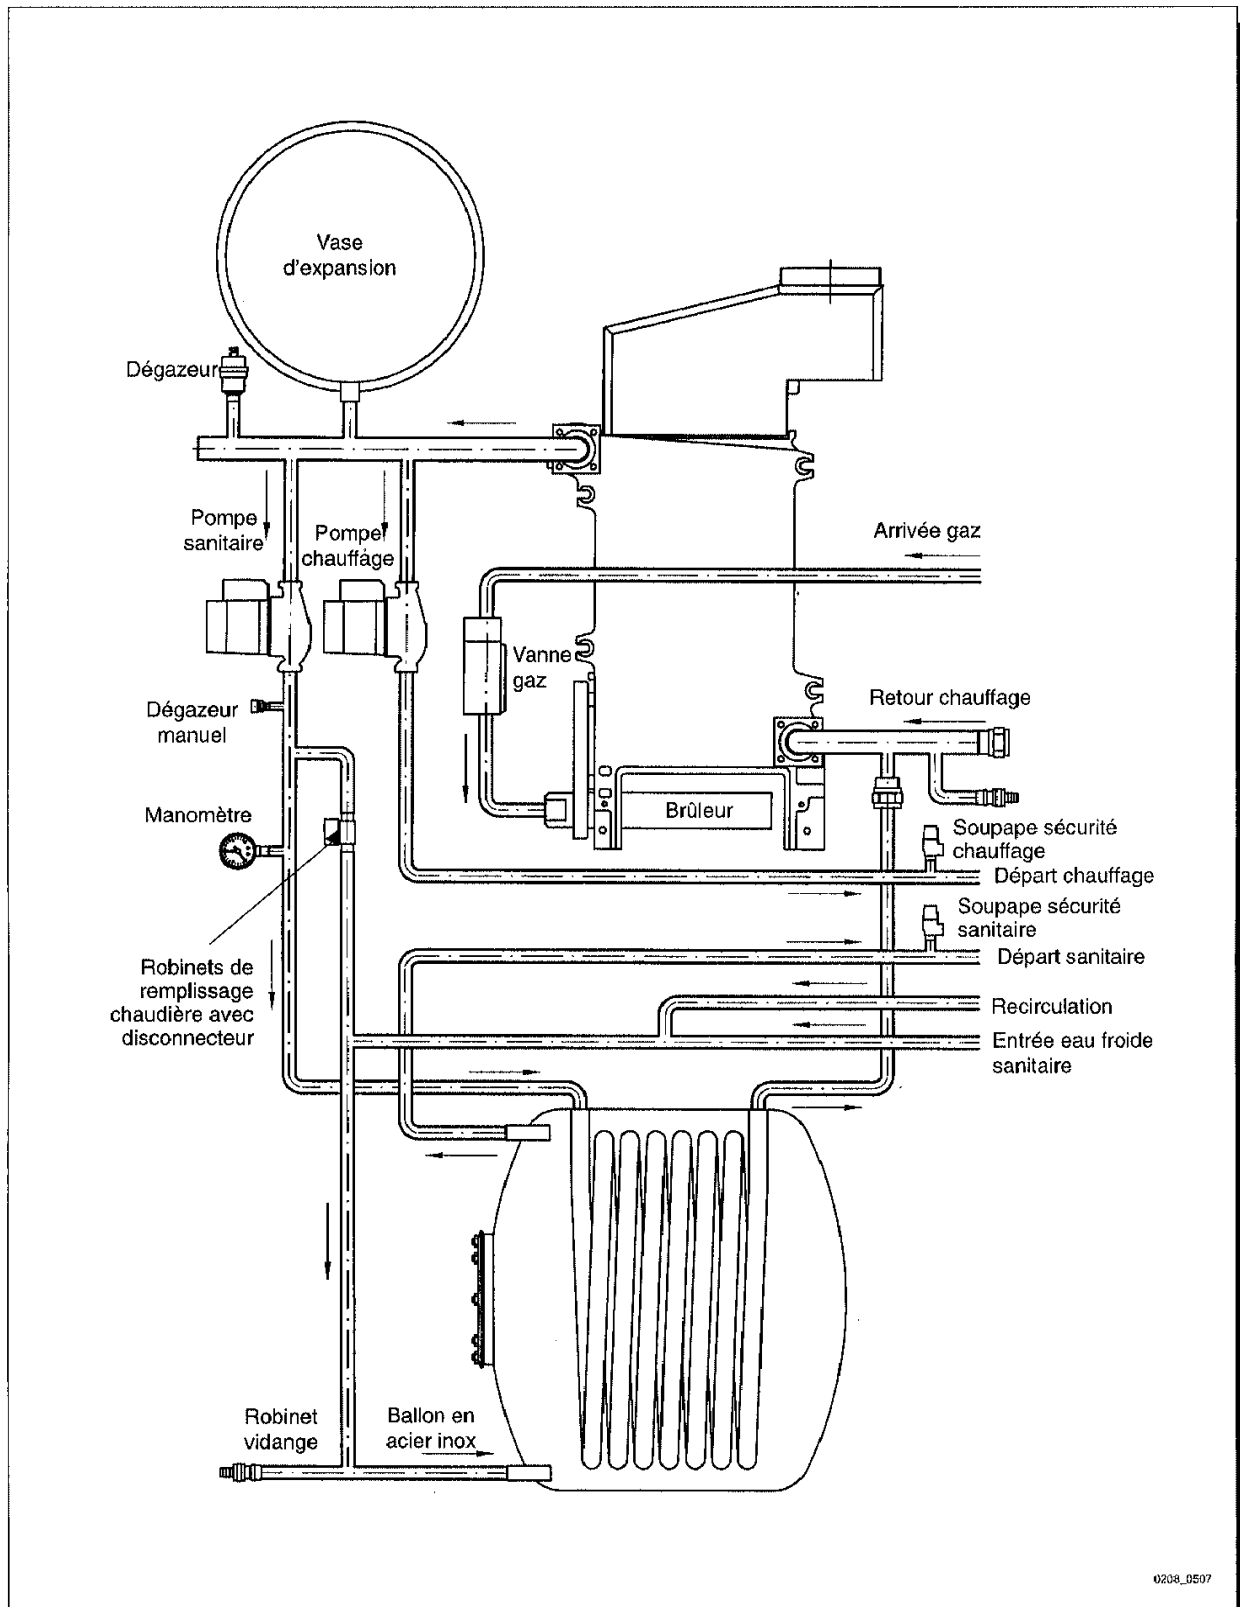 Vase
d'expansion
Dégazeur
Pompe
sanitaire
Pompe
chauffage
Arrivée gaz
Vanne
gaz
Retour chauffage
Dégazeur
manuel
Manomètre
Brûleur
Soupape sécurité
chauffage
Départ chauffage
Soupape sécurité
sanitaire
Départ sanitaire
Robinets de
remplissage
chaudière avec
disconnecteur
Recirculation
Entrée eau froide
sanitaire
Robinet
vidange
Ballon en
acier inox
0208_0507